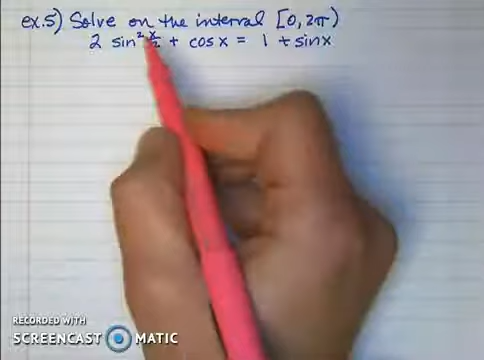 ex.5) Solve on the interval [0, 2π)
2 sin² x/2 + cos x = 1 + sin x
RECORDED WITH
SCREENCAST MATIC